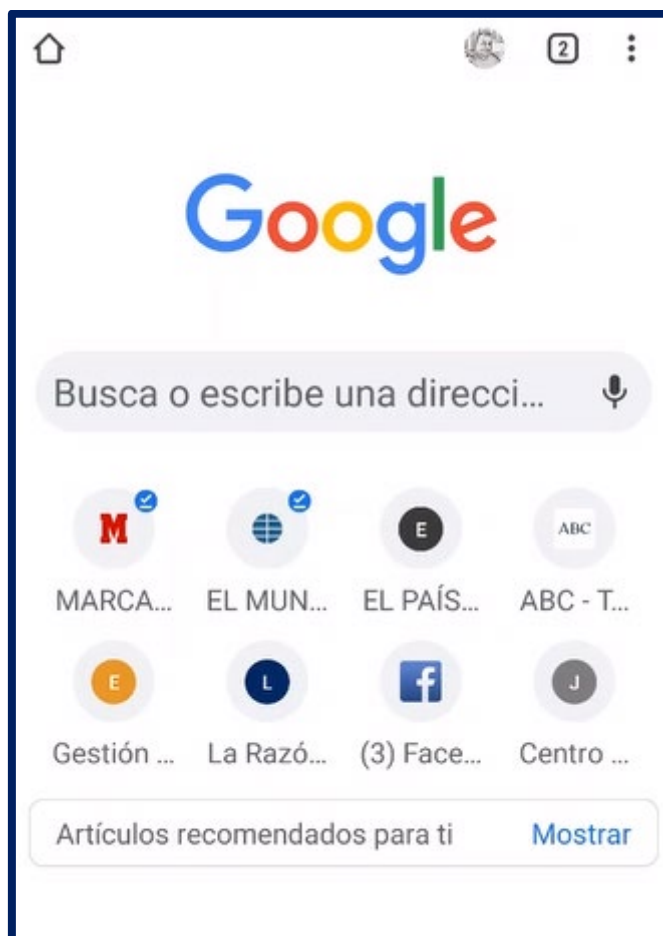 2
Google
Busca o escribe una direcci...
M
E
ABC
MARCA...
EL MUN...
EL PAÍS...
ABC - T...
E
L
f
J
Gestión ...
La Razó...
(3) Face...
Centro ...
Artículos recomendados para ti
Mostrar